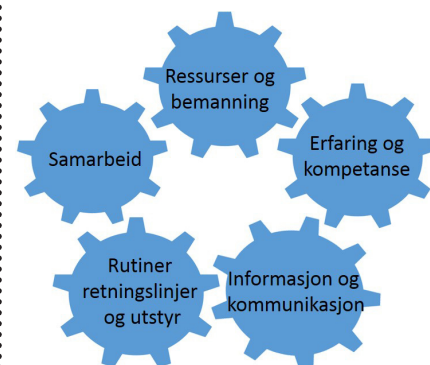 Ressurser og
bemanning
Samarbeid
Erfaring og
kompetanse
Rutiner
retningslinjer
og utstyr
Informasjon og
kommunikasjon